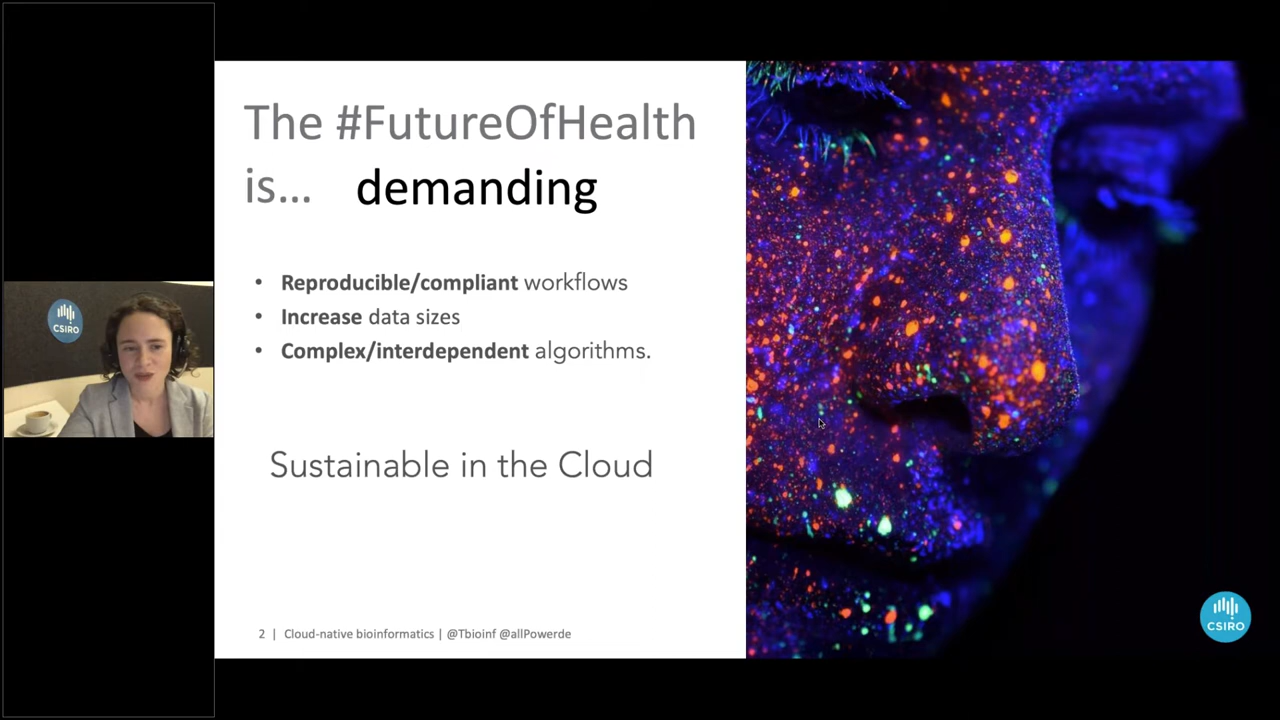 The #FutureOfHealth
is... demanding
• Reproducible/compliant workflows
• Increase data sizes
• Complex/interdependent algorithms.
Sustainable in the Cloud
2 | Cloud-native bioinformatics | @Tbioinf @allPowerde
CSIRO
CSIRO